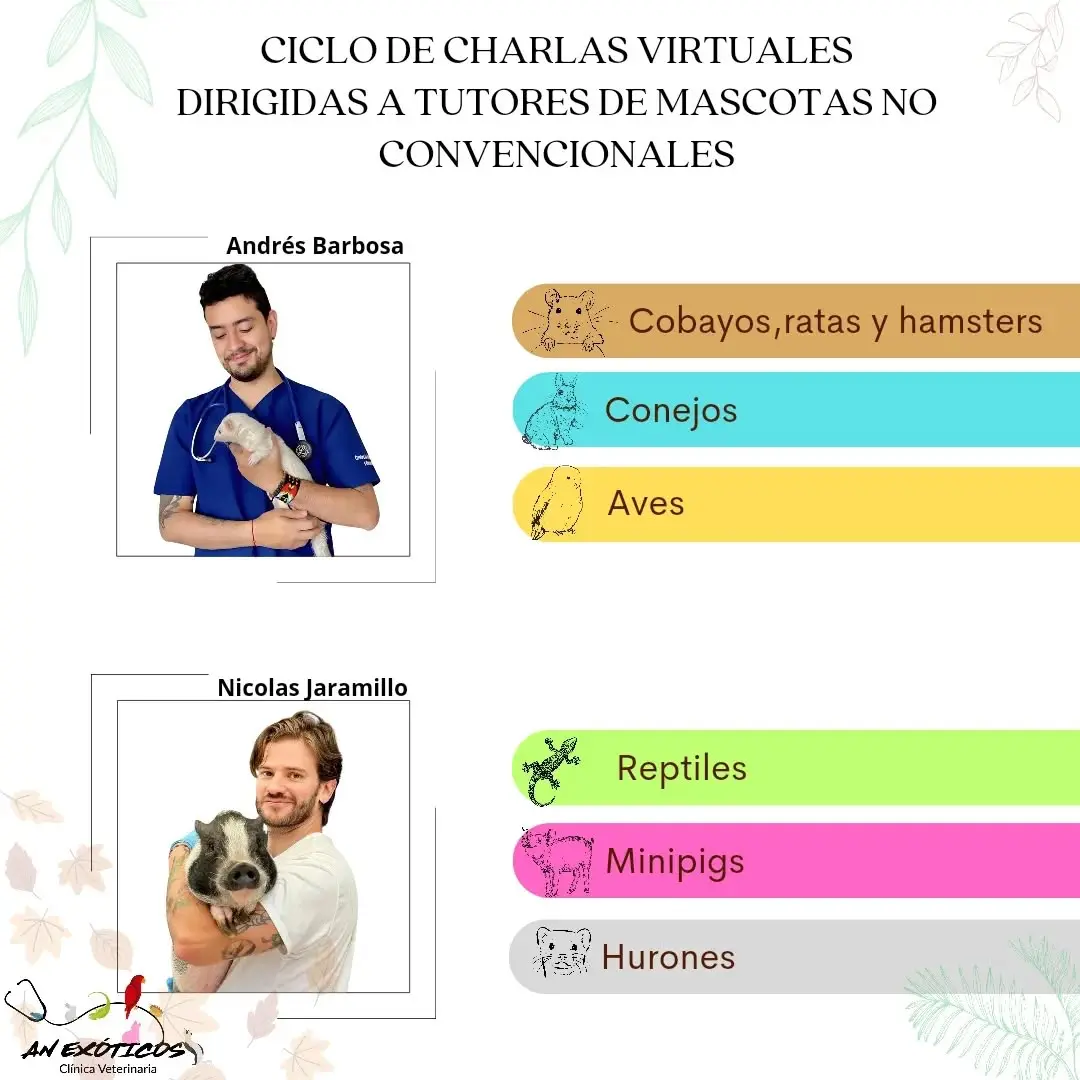 CICLO DE CHARLAS VIRTUALES
DIRIGIDAS A TUTORES DE MASCOTAS NO
CONVENCIONALES
Andrés Barbosa
Cobayos,ratas y hamsters
Conejos
Aves
Nicolas Jaramillo
Reptiles
Minipigs
Hurones
AN EXÓTICOS
Clínica Veterinaria